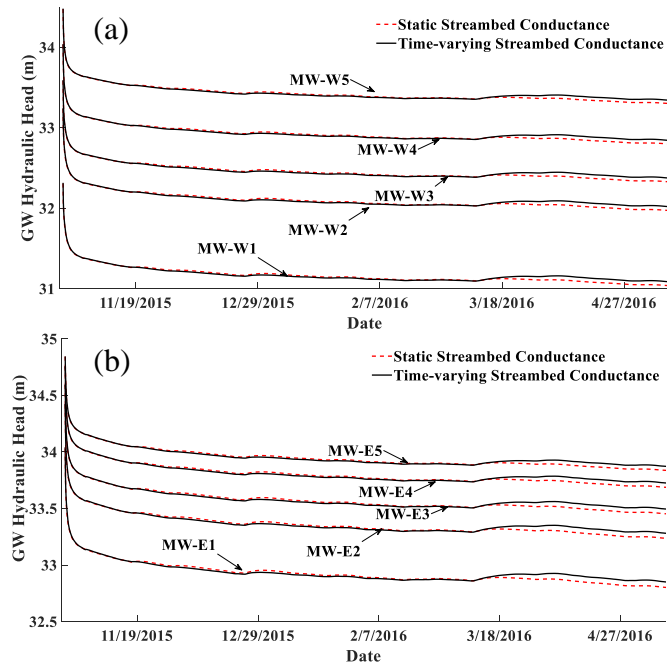 (a)
Static Streambed Conductance
Time-varying Streambed Conductance
34
33
32
31
GW Hydraulic Head (m)
MW-W5
MW-W4
MW-W3
MW-W2
MW-W1
11/19/2015 12/29/2015 2/7/2016 3/18/2016 4/27/2016
Date
(b)
Static Streambed Conductance
Time-varying Streambed Conductance
35
34.5
34
33.5
33
32.5
GW Hydraulic Head (m)
MW-E5
MW-E4
MW-E3
MW-E2
MW-E1
11/19/2015 12/29/2015 2/7/2016 3/18/2016 4/27/2016
Date